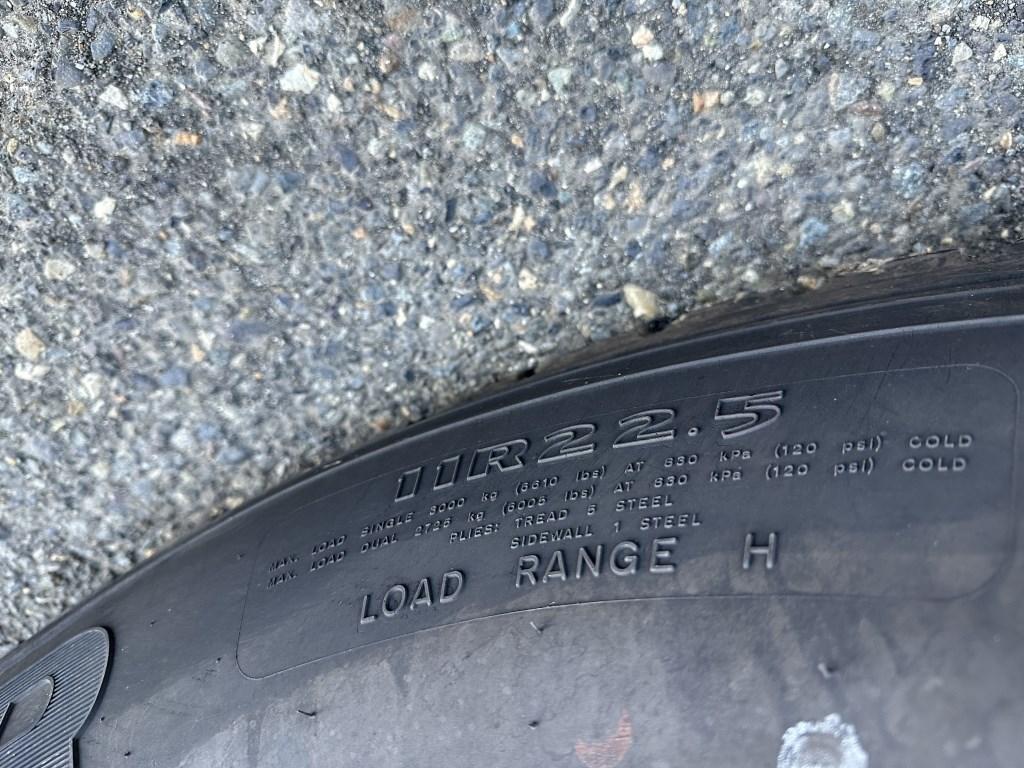 11R22.5
MAX. LOAD SINGLE 3000 kg (6610 lbs) AT 830 kPa (120 psi) COLD
MAX. LOAD DUAL 2725 kg (6005 lbs) AT 830 kPa (120 psi) COLD
PLIES: TREAD 5 STEEL
SIDEWALL 1 STEEL
LOAD RANGE H